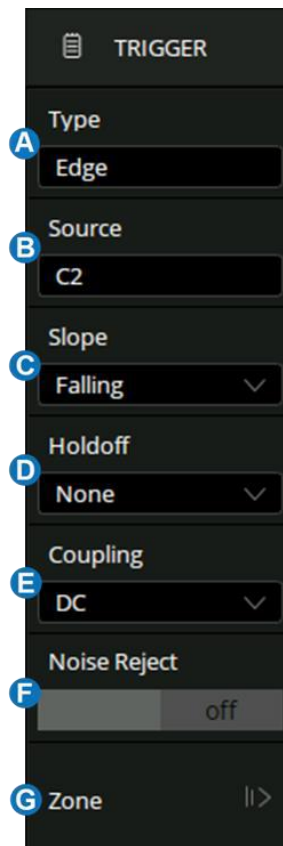 TRIGGER
Type
A
Edge
Source
B
C2
Slope
C
Falling
Holdoff
D
None
Coupling
E
DC
Noise Reject
F
off
G Zone